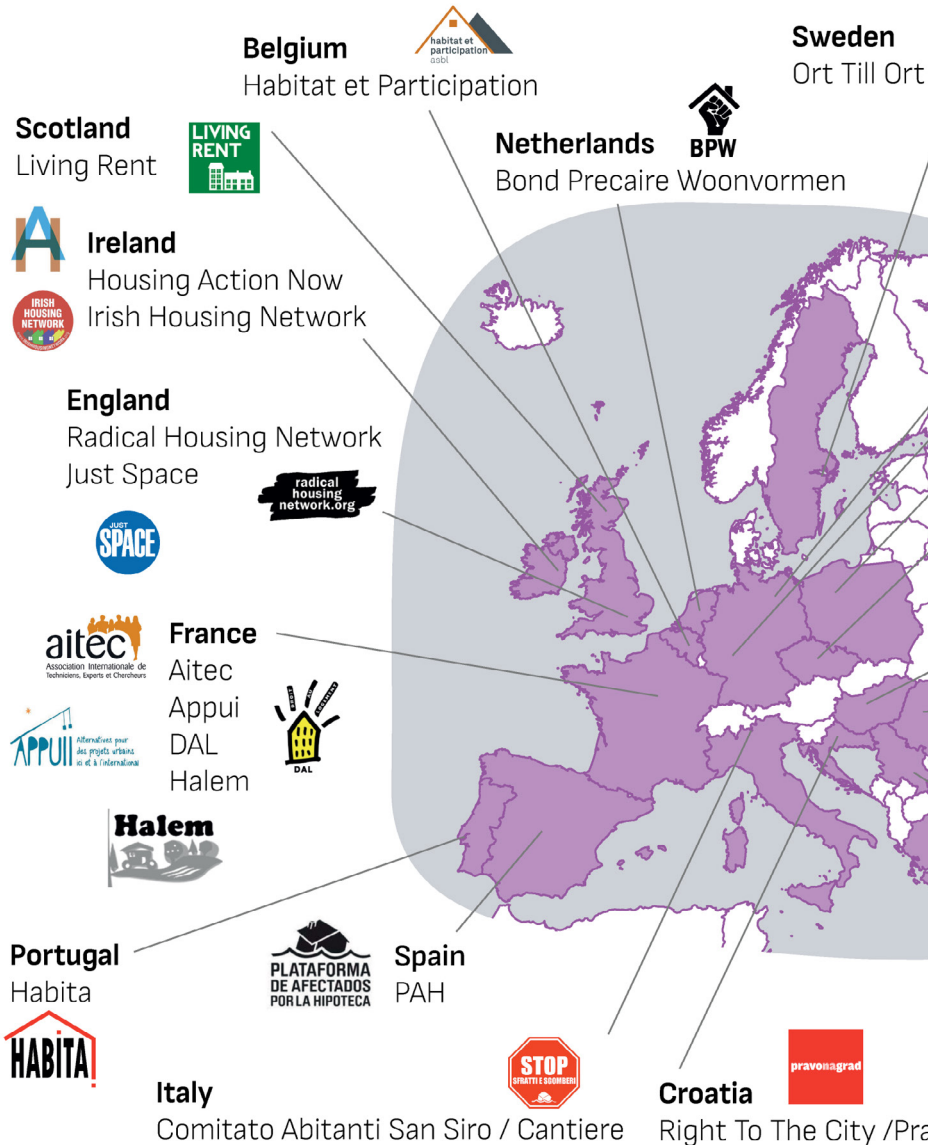 Belgium
Habitat et Participation
habitat et
participation
asbl
Sweden
Ort Till Ort
Scotland
Living Rent
LIVING
RENT
Netherlands
Bond Precaire Woonvormen
BPW
Ireland
Housing Action Now
Irish Housing Network
IRISH
HOUSING
NETWORK
England
Radical Housing Network
Just Space
radical
housing
network.org
JUST
SPACE
aitec
Association Internationale de
Techniciens, Experts et Chercheurs
France
Aitec
Appui
DAL
Halem
APPUII
Alternatives pour
des projets urbains
ici et à l'international
DROIT AU LOGEMENT
DAL
Halem
Portugal
Habita
HABITA!
PLATAFORMA
DE AFECTADOS
POR LA HIPOTECA
Spain
PAH
Italy
Comitato Abitanti San Siro / Cantiere
STOP
SFRATTI E SGOMBERI
Croatia
Right To The City /Pra
pravonagrad